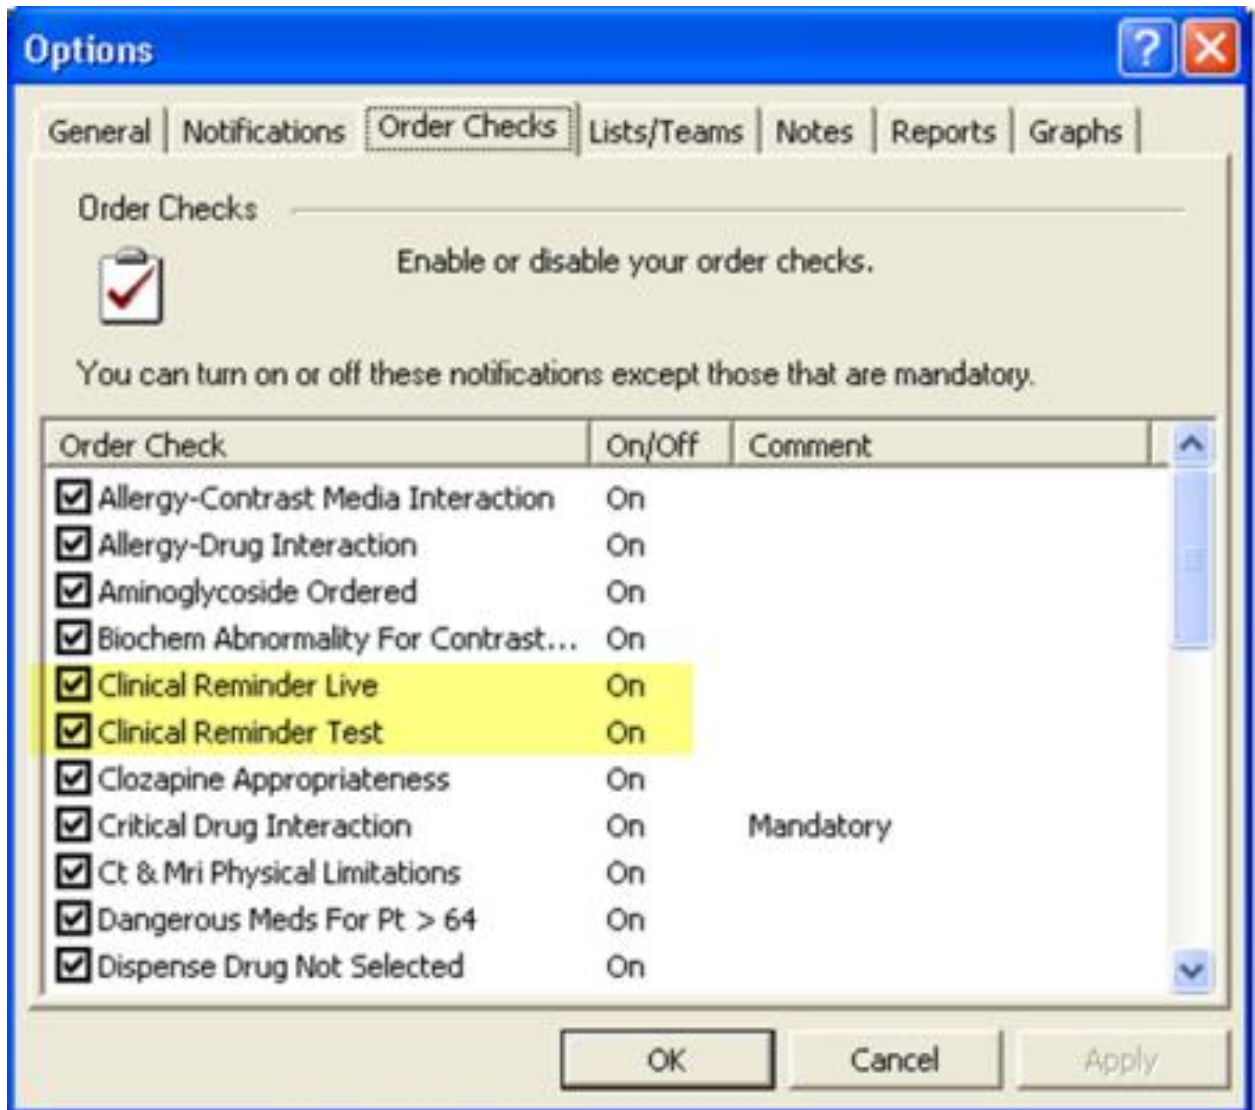 Options
?
General Notifications Order Checks Lists/Teams Notes Reports Graphs
Order Checks
Enable or disable your order checks.
You can turn on or off these notifications except those that are mandatory.
Order Check On/Off Comment
Allergy-Contrast Media Interaction On
Allergy-Drug Interaction On
Aminoglycoside Ordered On
Biochem Abnormality For Contrast... On
Clinical Reminder Live On
Clinical Reminder Test On
Clozapine Appropriateness On
Critical Drug Interaction On Mandatory
Ct & Mri Physical Limitations On
Dangerous Meds For Pt > 64 On
Dispense Drug Not Selected On
OK Cancel Apply